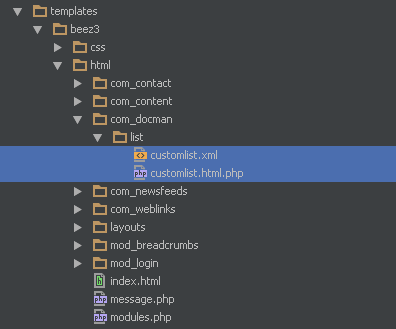 templates
beez3
css
html
com_contact
com_content
com_docman
list
customlist.xml
customlist.html.php
com_newsfeeds
com_weblinks
layouts
mod_breadcrumbs
mod_login
index.html
message.php
modules.php